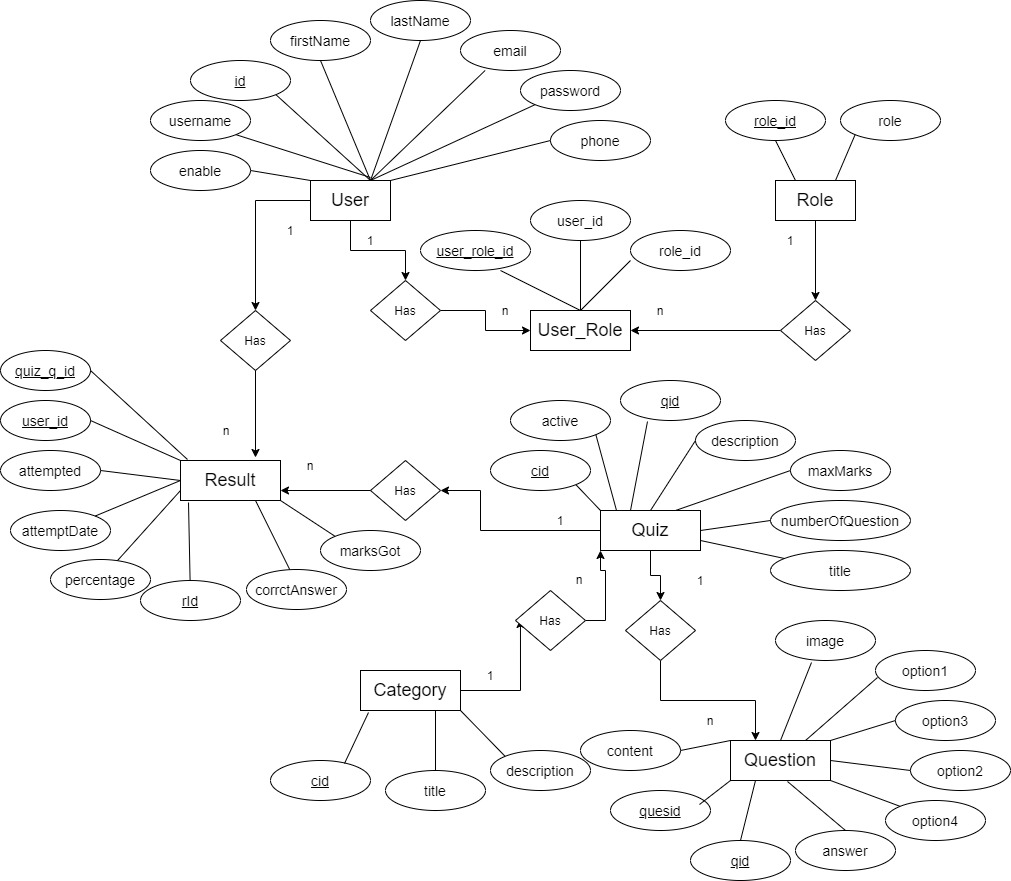 lastName
firstName
email
id
password
username
phone
enable
User
role_id
role
Role
1
1
1
user_id
user_role_id
role_id
Has
n
User_Role
n
Has
Has
quiz_q_id
user_id
n
attempted
Result
n
Has
attemptDate
percentage
rId
corrctAnswer
marksGot
qid
active
description
cid
maxMarks
1
Quiz
numberOfQuestion
title
n
1
Has
Has
Category
1
cid
title
description
image
option1
n
option3
content
Question
option2
quesid
option4
qid
answer